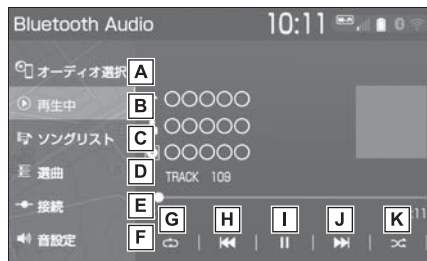 Bluetooth Audio 10:11
オーディオ選択 A
再生中 B ○○○○○
ソングリスト C ○○○○○
○○○○○
選曲 D TRACK 109
接続 E
音設定 F
G H I J K